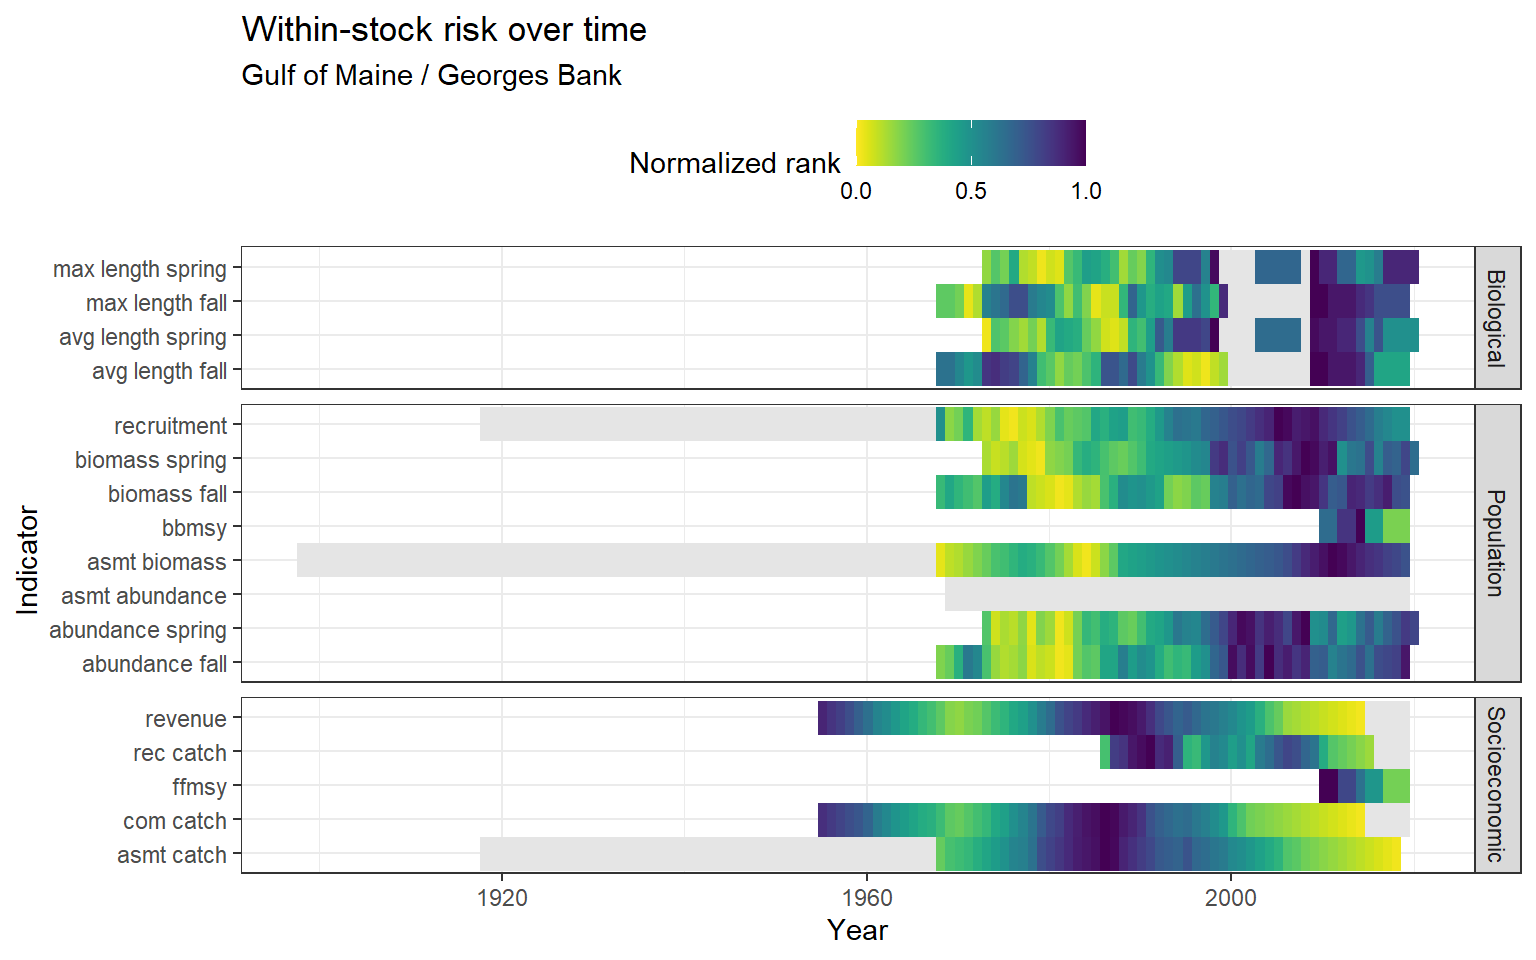 Within-stock risk over time
Gulf of Maine / Georges Bank
Normalized rank
0.0 0.5 1.0
max length spring
max length fall
avg length spring
avg length fall
Biological
recruitment
biomass spring
biomass fall
bbmsy
asmt biomass
asmt abundance
abundance spring
abundance fall
Population
revenue
rec catch
ffmsy
com catch
asmt catch
Socioeconomic
Indicator
1920 1960 2000
Year